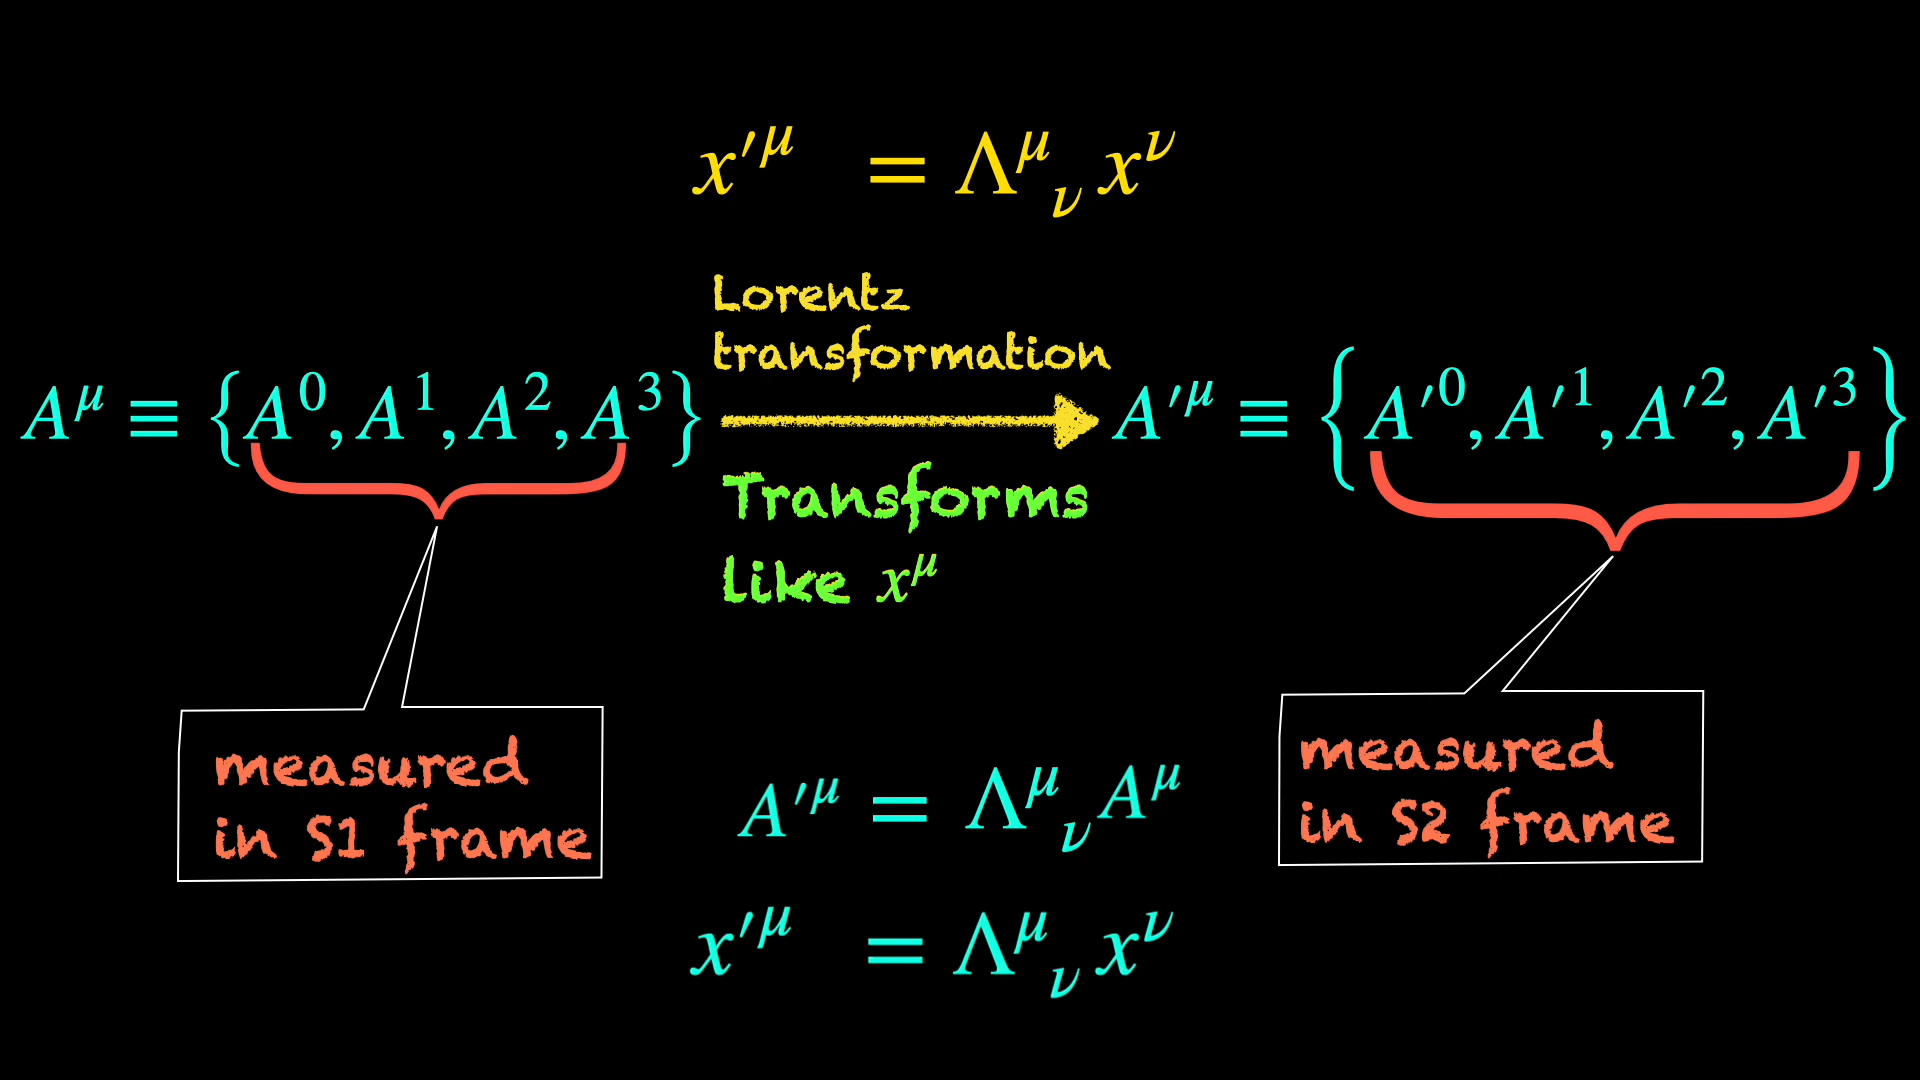 x′^μ = Λ^μ_ν x^ν
Lorentz
transformation
A^μ ≡ {A^0, A^1, A^2, A^3}
A′^μ ≡ {A′^0, A′^1, A′^2, A′^3}
Transforms
like x^μ
measured
in S1 frame
measured
in S2 frame
A′^μ = Λ^μ_ν A^μ
x′^μ = Λ^μ_ν x^ν